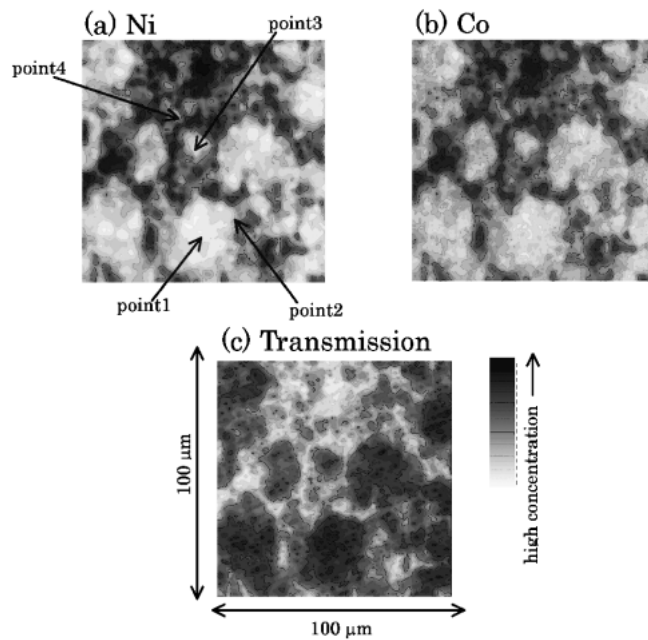 (a) Ni
point3
(b) Co
point4
point1
point2
(c) Transmission
100 μm
high concentration
100 μm